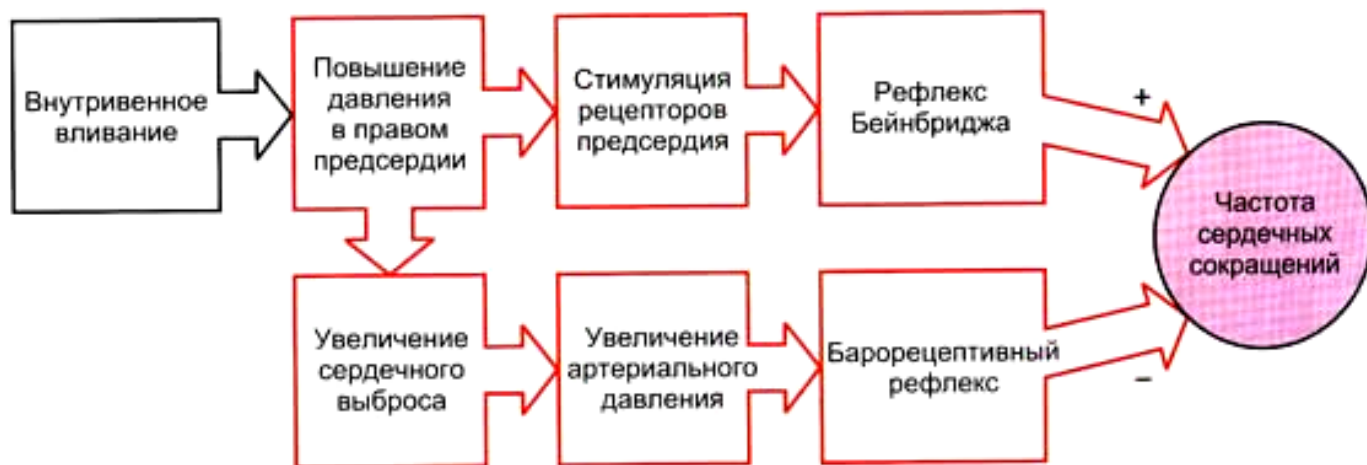 Внутривенное
вливание
Повышение
давления
в правом
предсердии
Стимуляция
рецепторов
предсердия
Рефлекс
Бейнбриджа
+
Частота
сердечных
сокращений
Увеличение
сердечного
выброса
Увеличение
артериального
давления
Барорецептивный
рефлекс
−